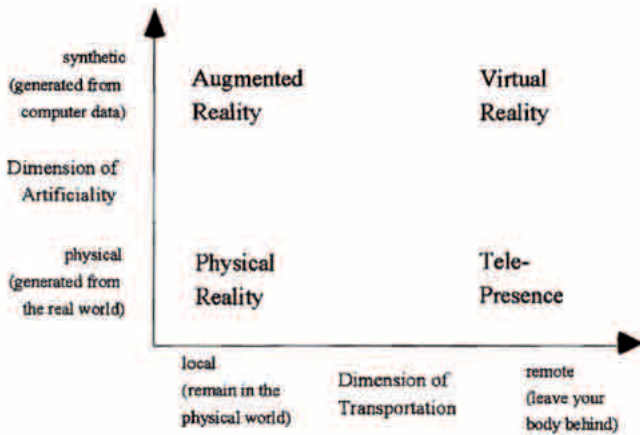 synthetic
(generated from
computer data)
Augmented
Reality
Virtual
Reality
Dimension of
Artificiality
physical
(generated from
the real world)
Physical
Reality
Tele-
Presence
local
(remain in the
physical world)
Dimension of
Transportation
remote
(leave your
body behind)